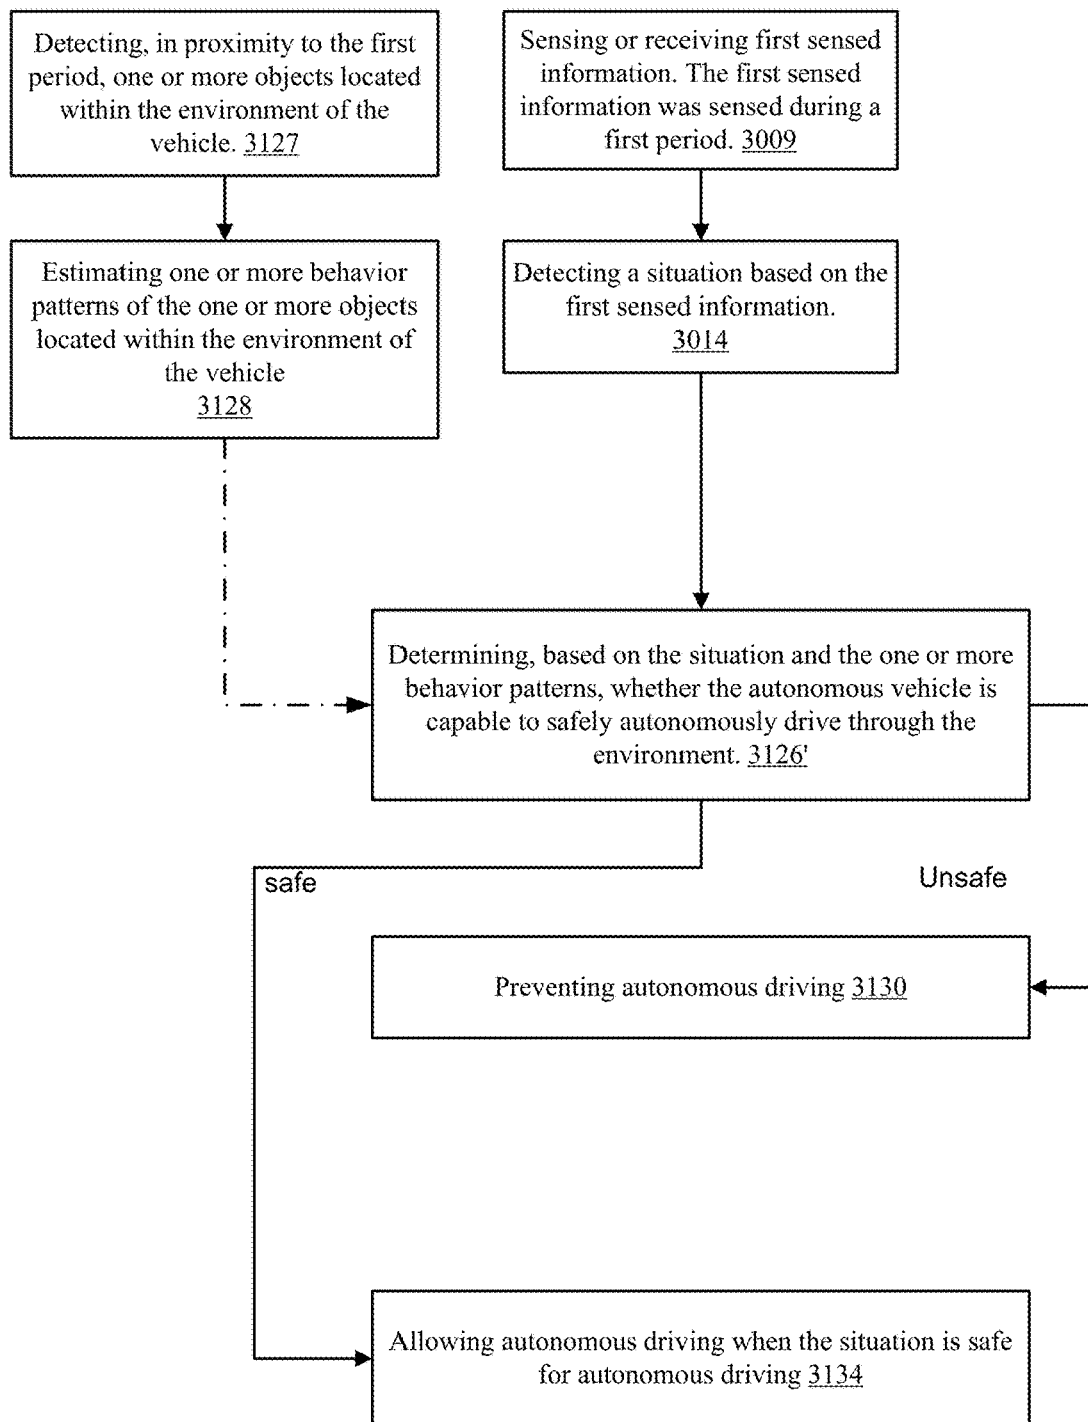 Detecting, in proximity to the first
period, one or more objects located
within the environment of the
vehicle. 3127
Sensing or receiving first sensed
information. The first sensed
information was sensed during a
first period. 3009
Estimating one or more behavior
patterns of the one or more objects
located within the environment of
the vehicle
3128
Detecting a situation based on the
first sensed information.
3014
Determining, based on the situation and the one or more
behavior patterns, whether the autonomous vehicle is
capable to safely autonomously drive through the
environment. 3126'
safe
Unsafe
Preventing autonomous driving 3130
Allowing autonomous driving when the situation is safe
for autonomous driving 3134